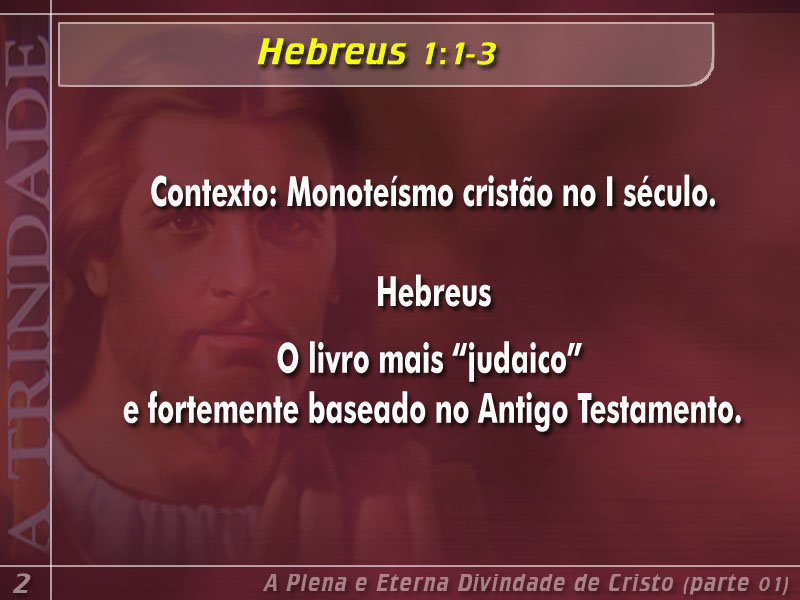 Hebreus 1:1-3
A TRINDADE
Contexto: Monoteísmo cristão no I século.
Hebreus
O livro mais “judaico”
e fortemente baseado no Antigo Testamento.
2
A Plena e Eterna Divindade de Cristo (parte 01)